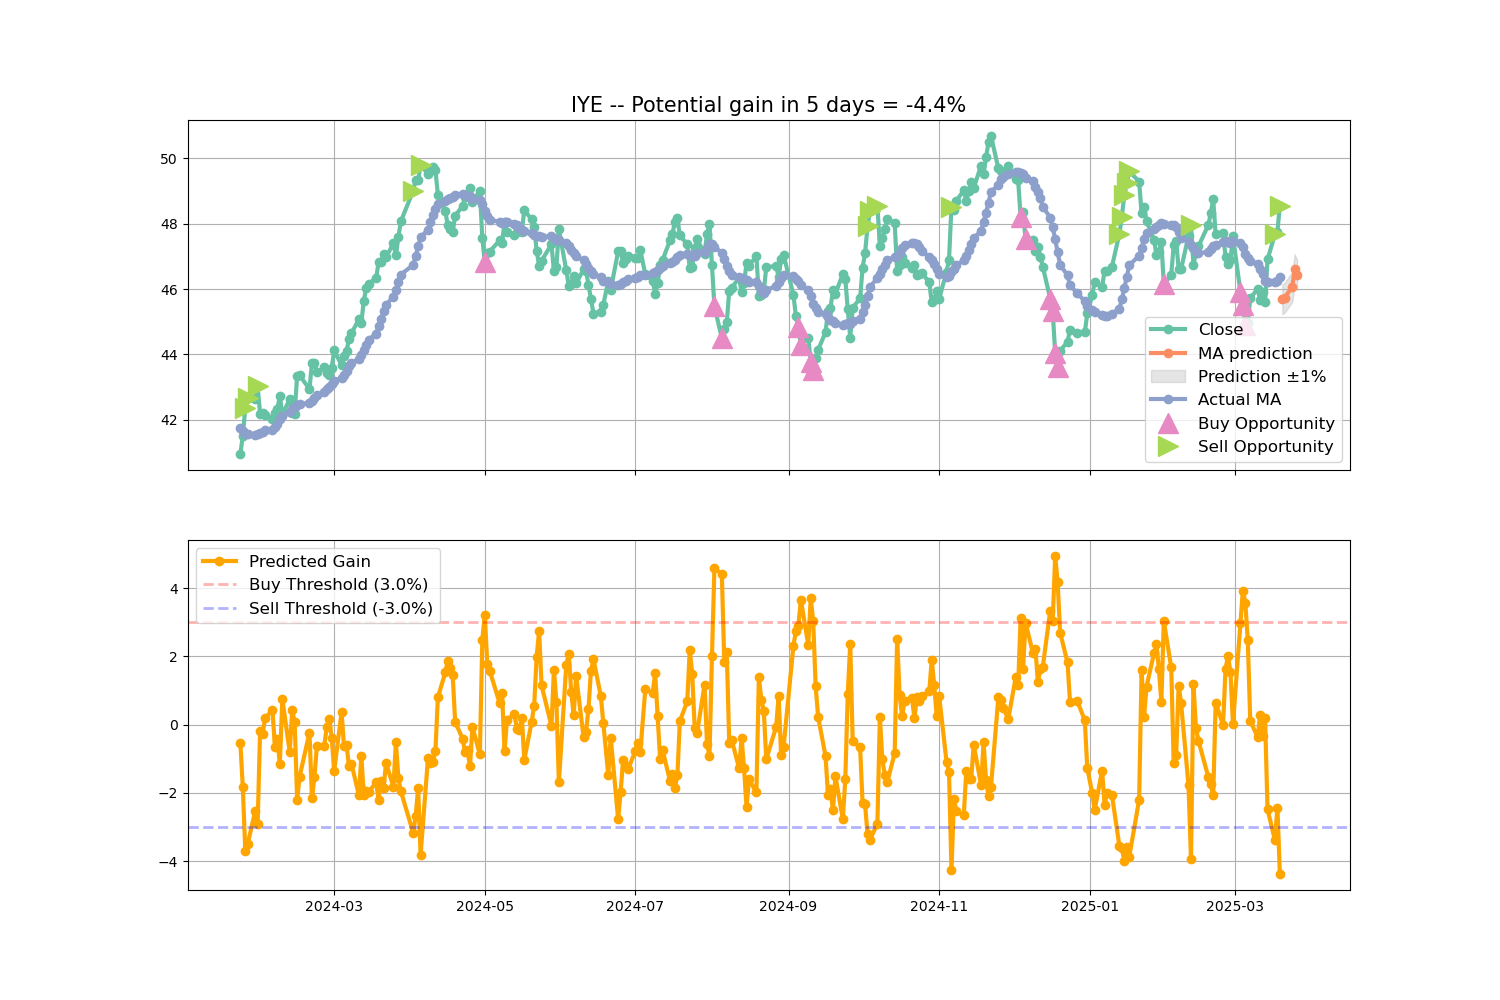 IYE -- Potential gain in 5 days = -4.4%
50
48
46
44
42
Close
MA prediction
Prediction ±1%
Actual MA
Buy Opportunity
Sell Opportunity
Predicted Gain
Buy Threshold (3.0%)
Sell Threshold (-3.0%)
4
2
0
−2
−4
2024-03
2024-05
2024-07
2024-09
2024-11
2025-01
2025-03